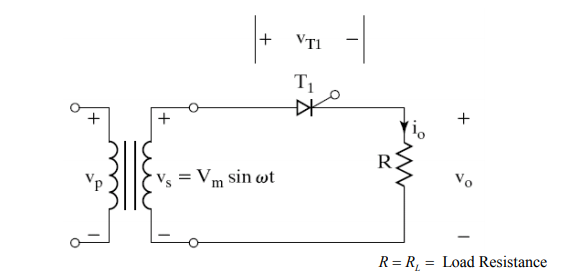 + vT1 −
T1
+ + +
io
vp vs = Vm sin ωt R vo
− − −
R = RL = Load Resistance